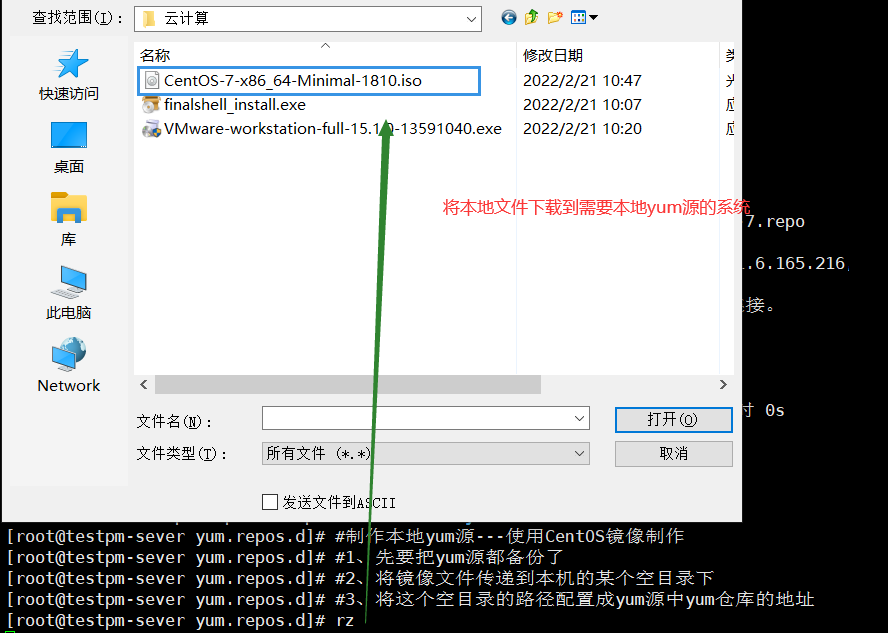 查找范围(I)：
云计算
快速访问
桌面
库
此电脑
Network
名称
修改日期
CentOS-7-x86_64-Minimal-1810.iso
2022/2/21 10:47
finalshell_install.exe
2022/2/21 10:07
VMware-workstation-full-15.1.0-13591040.exe
2022/2/21 10:20
将本地文件下载到需要本地yum源的系统
7.repo
.6.165.216,
接。
文件名(N)：
打开(O)
时 0s
文件类型(T)：
所有文件 (*.*)
取消
发送文件到ASCII
[root@testpm-sever yum.repos.d]# #制作本地yum源---使用CentOS镜像制作
[root@testpm-sever yum.repos.d]# #1、先要把yum源都备份了
[root@testpm-sever yum.repos.d]# #2、将镜像文件传递到本机的某个空目录下
[root@testpm-sever yum.repos.d]# #3、将这个空目录的路径配置成yum源中yum仓库的地址
[root@testpm-sever yum.repos.d]# rz